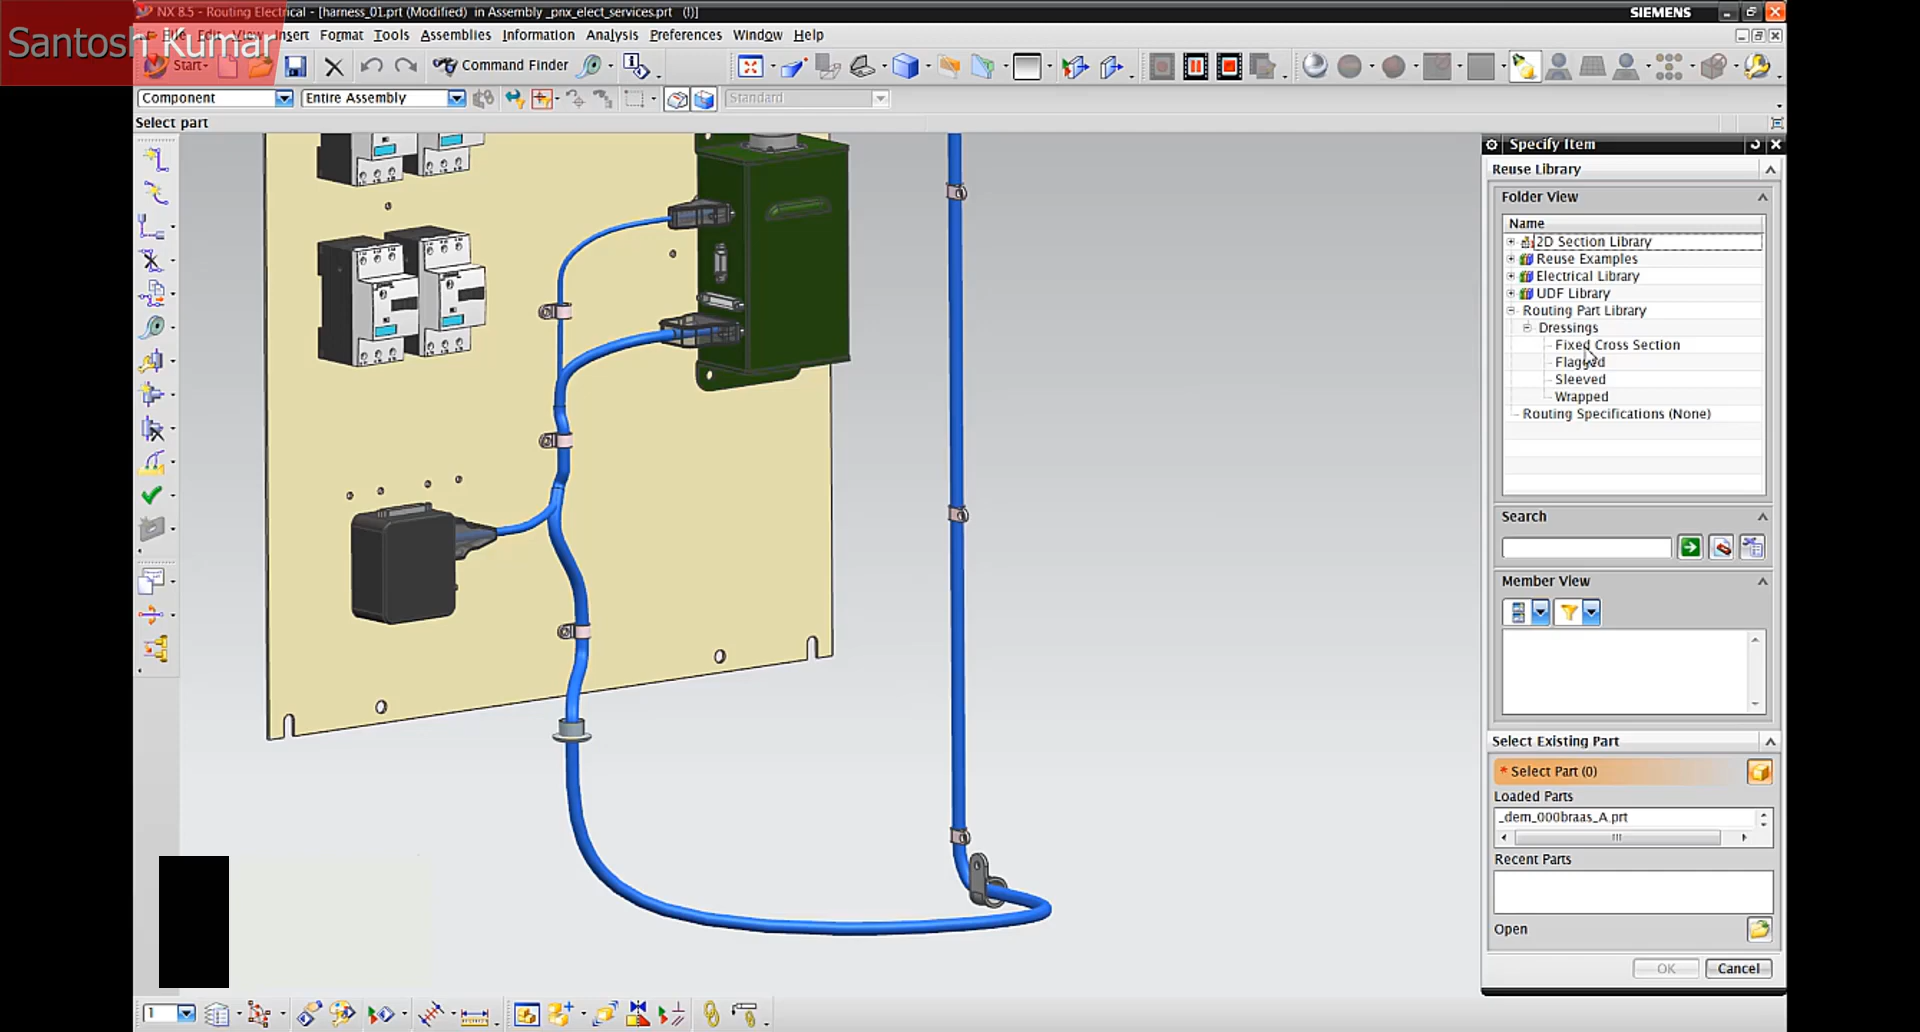 NX 8.5 - Routing Electrical - [harness_01.prt (Modified)  in Assembly _pnx_elect_services.prt  (!)]
SIEMENS
Santosh Kumar
File Edit View Insert Format Tools Assemblies Information Analysis Preferences Window Help
Start
Command Finder
Component
Entire Assembly
Standard
Select part
Specify Item
Reuse Library
Folder View
Name
2D Section Library
Reuse Examples
Electrical Library
UDF Library
Routing Part Library
Dressings
Fixed Cross Section
Flagged
Sleeved
Wrapped
Routing Specifications (None)
Search
Member View
Select Existing Part
* Select Part (0)
Loaded Parts
_dem_000braas_A.prt
Recent Parts
Open
OK
Cancel
1